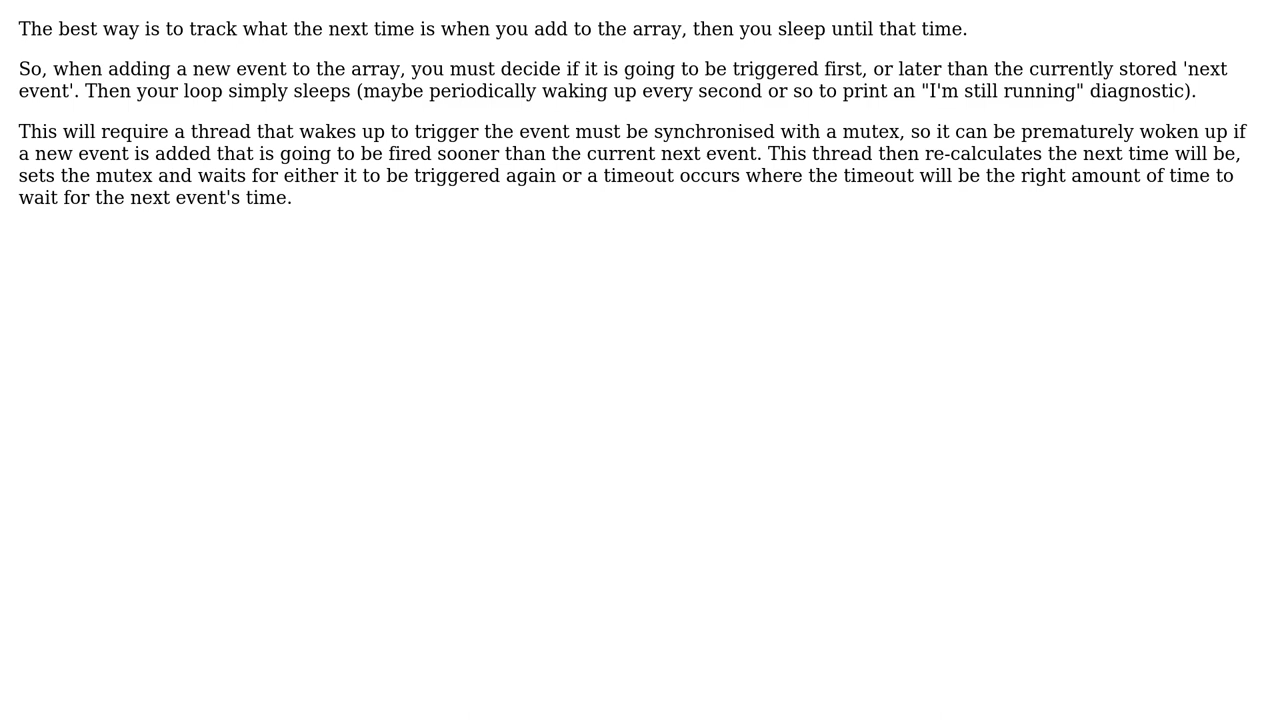 The best way is to track what the next time is when you add to the array, then you sleep until that time.
So, when adding a new event to the array, you must decide if it is going to be triggered first, or later than the currently stored 'next
event'. Then your loop simply sleeps (maybe periodically waking up every second or so to print an "I'm still running" diagnostic).
This will require a thread that wakes up to trigger the event must be synchronised with a mutex, so it can be prematurely woken up if
a new event is added that is going to be fired sooner than the current next event. This thread then re-calculates the next time will be,
sets the mutex and waits for either it to be triggered again or a timeout occurs where the timeout will be the right amount of time to
wait for the next event's time.